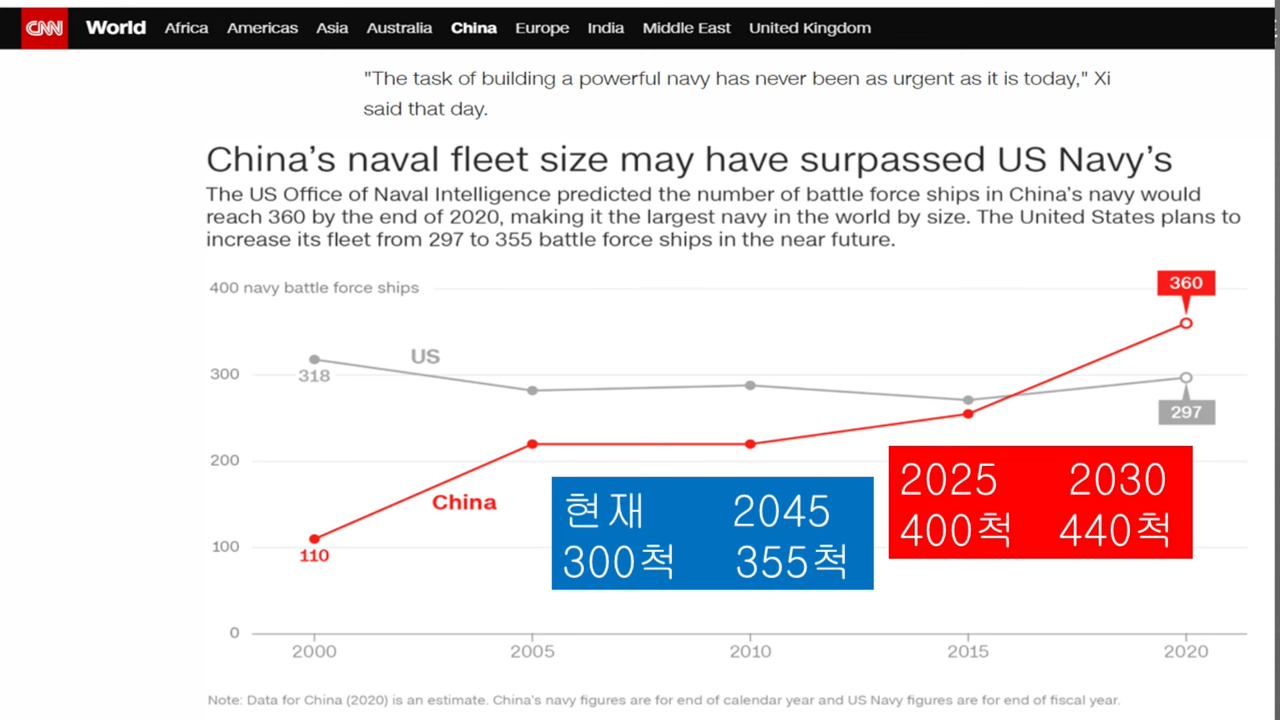 CNN World Africa Americas Asia Australia China Europe India Middle East United Kingdom
"The task of building a powerful navy has never been as urgent as it is today," Xi
said that day.
China's naval fleet size may have surpassed US Navy's
The US Office of Naval Intelligence predicted the number of battle force ships in China's navy would
reach 360 by the end of 2020, making it the largest navy in the world by size. The United States plans to
increase its fleet from 297 to 355 battle force ships in the near future.
400 navy battle force ships
360
US
300
318
297
200
China
100
110
현재 2045
300척 355척
2025 2030
400척 440척
0
2000 2005 2010 2015 2020
Note: Data for China (2020) is an estimate. China's navy figures are for end of calendar year and US Navy figures are for end of fiscal year.